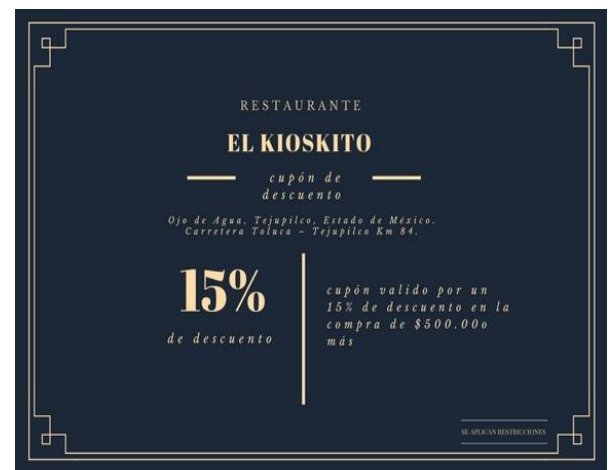 RESTAURANTE
EL KIOSKITO
cupón de
descuento
Ojo de Agua, Tejupilco, Estado de México.
Carretera Toluca – Tejupilco Km 84.
15%
de descuento
cupón valido por un
15% de descuento en la
compra de $500.00o
más
SE APLICAN RESTRICCIONES